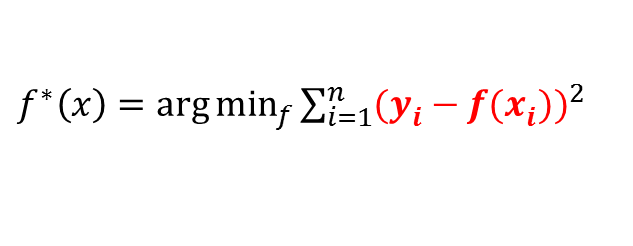 f*(x) = arg min_f ∑_{i=1}^{n}(y_i − f(x_i))^2